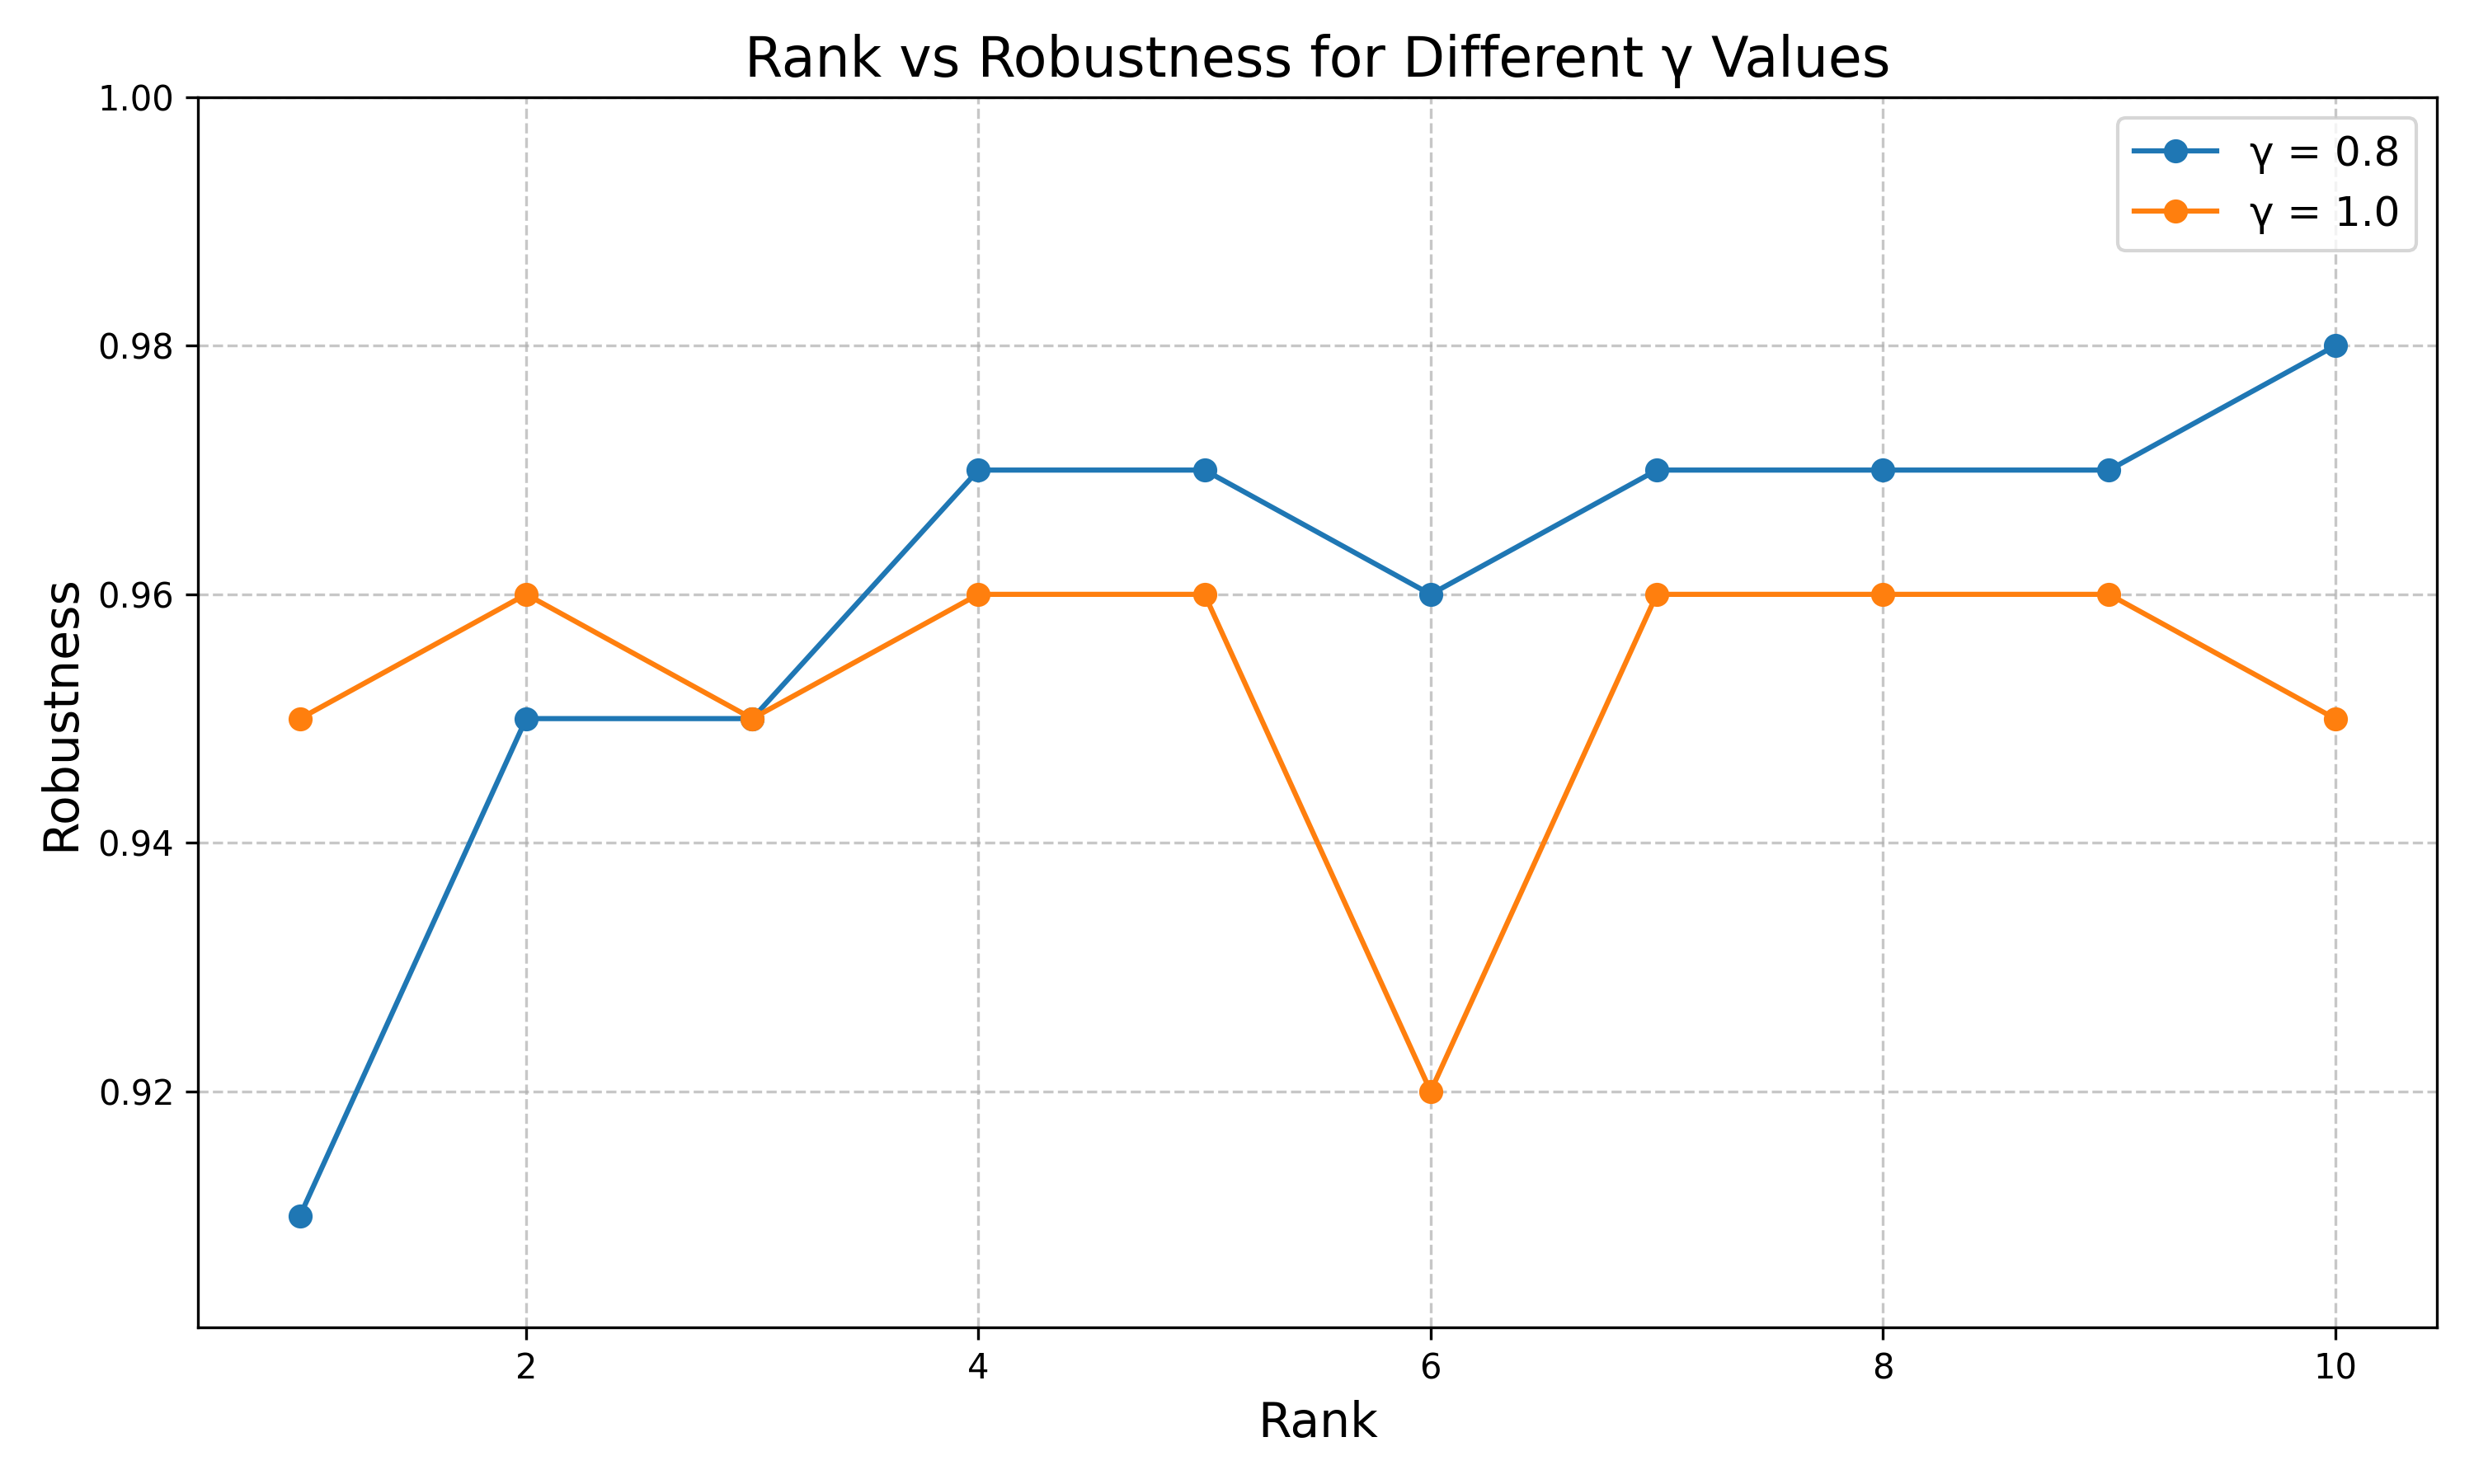 Rank vs Robustness for Different γ Values
1.00
0.98
0.96
0.94
0.92
Robustness
γ = 0.8
γ = 1.0
2 4 6 8 10
Rank